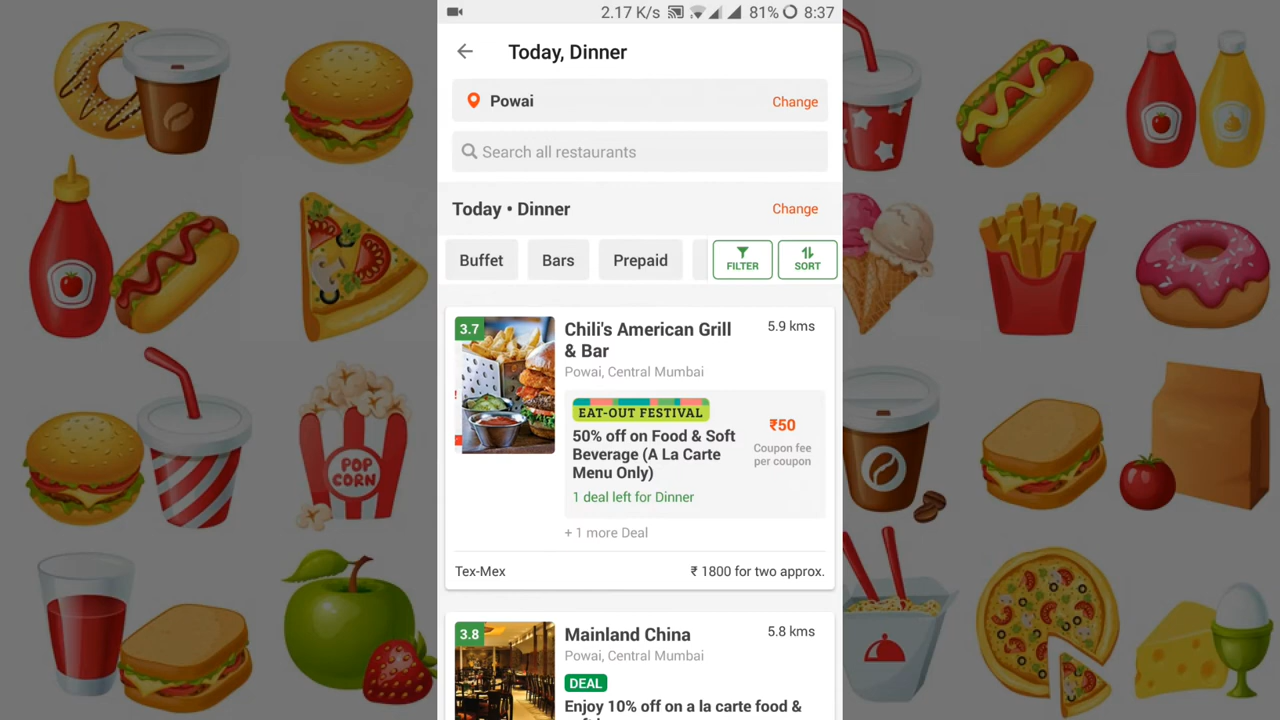 2.17 K/s 81% 8:37
Today, Dinner
Powai Change
Search all restaurants
Today • Dinner Change
Buffet Bars Prepaid FILTER SORT
3.7 Chili's American Grill 5.9 kms
& Bar
Powai, Central Mumbai
EAT-OUT FESTIVAL
50% off on Food & Soft ₹50
Beverage (A La Carte Coupon fee
Menu Only) per coupon
1 deal left for Dinner
+ 1 more Deal
Tex-Mex ₹ 1800 for two approx.
3.8 Mainland China 5.8 kms
Powai, Central Mumbai
DEAL
Enjoy 10% off on a la carte food &
POP
CORN